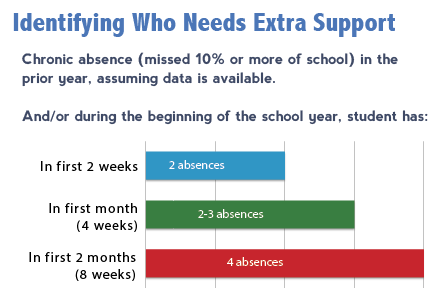 Identifying Who Needs Extra Support
Chronic absence (missed 10% or more of school) in the
prior year, assuming data is available.
And/or during the beginning of the school year, student has:
In first 2 weeks
2 absences
In first month
(4 weeks)
2-3 absences
In first 2 months
(8 weeks)
4 absences